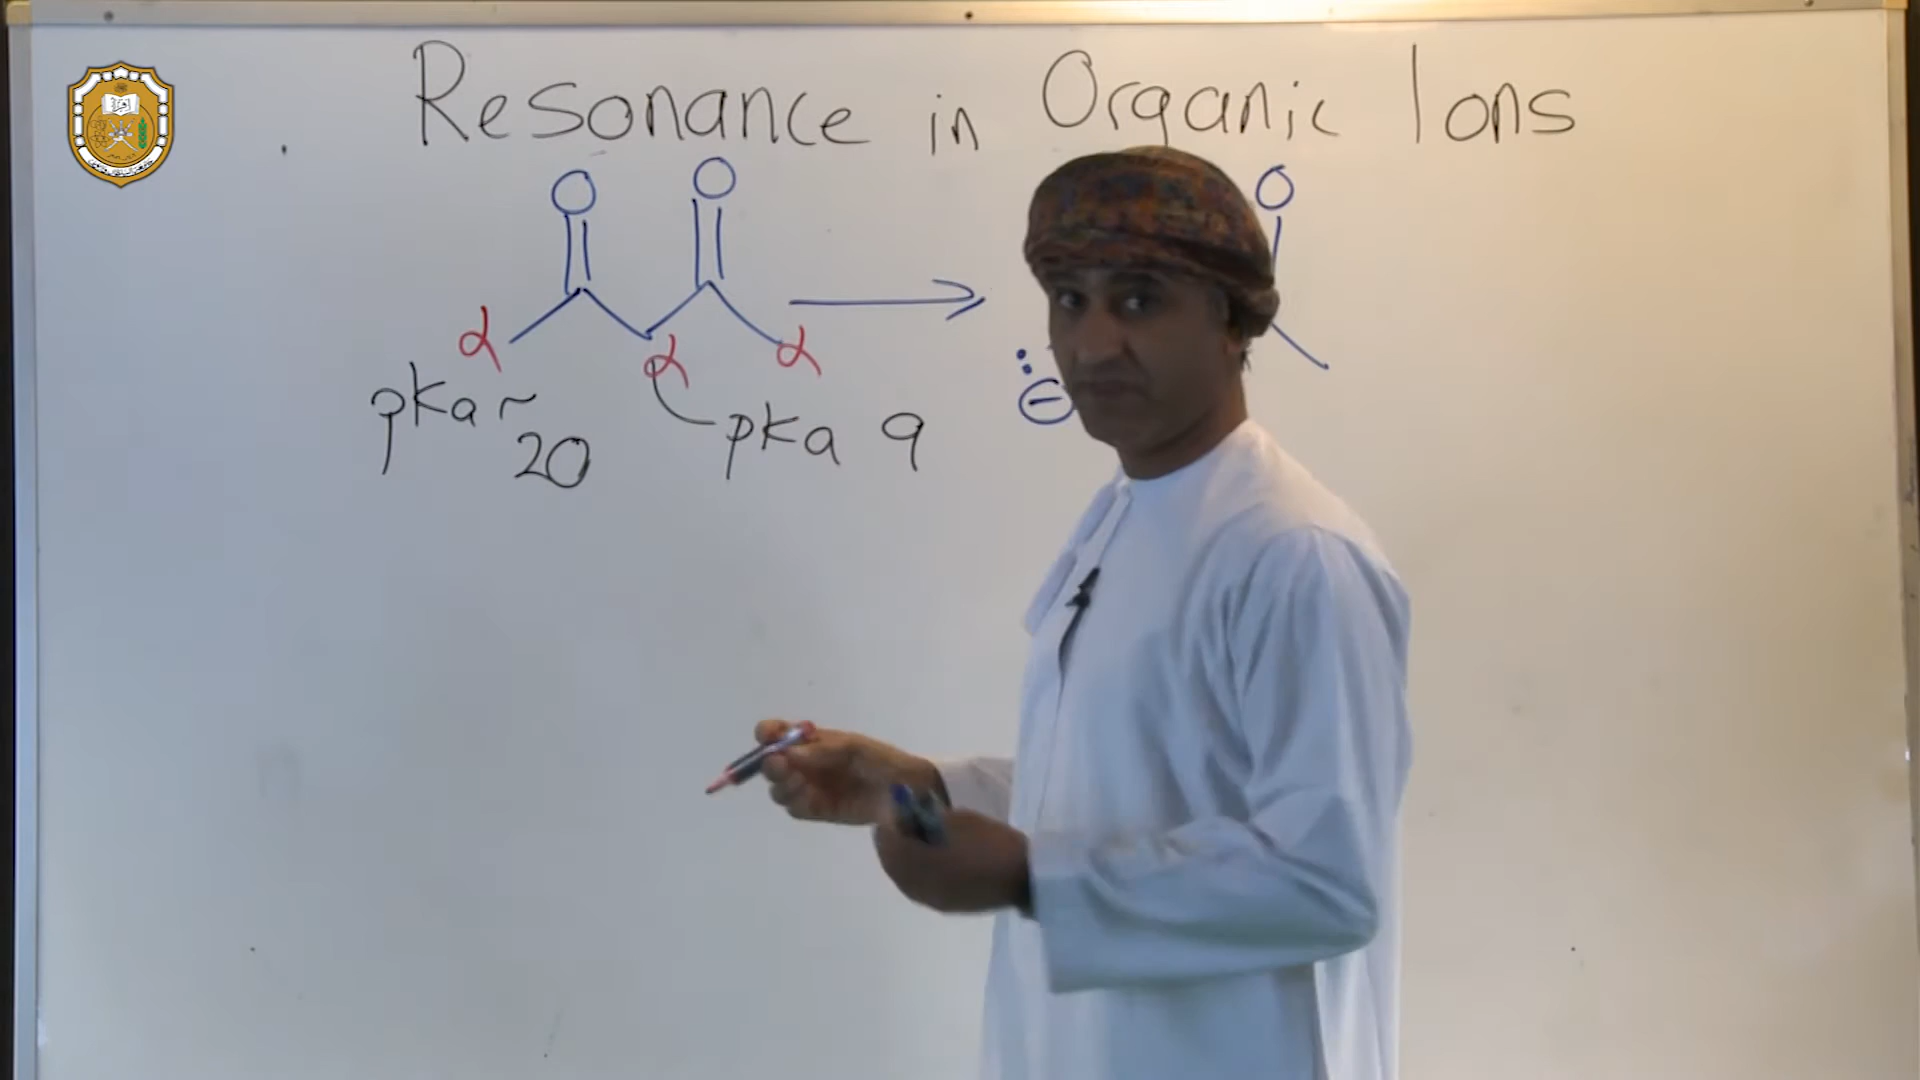 Resonance in Organic Ions
O O O
α α α
pka ~ 20
pka 9
⊖